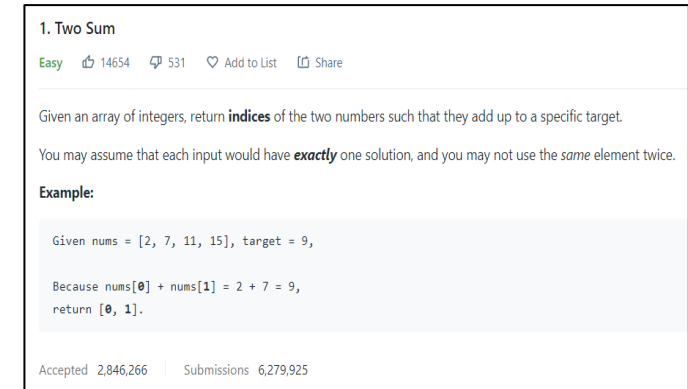 1. Two Sum
Easy 14654 531 Add to List Share
Given an array of integers, return indices of the two numbers such that they add up to a specific target.
You may assume that each input would have exactly one solution, and you may not use the same element twice.
Example:
Given nums = [2, 7, 11, 15], target = 9,
Because nums[0] + nums[1] = 2 + 7 = 9,
return [0, 1].
Accepted 2,846,266 Submissions 6,279,925